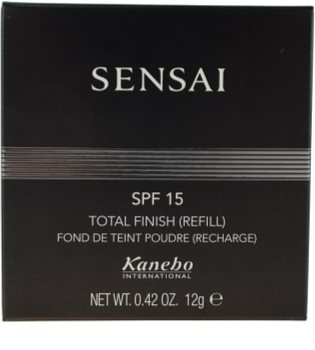 SENSAI
SPF 15
TOTAL FINISH (REFILL)
FOND DE TEINT POUDRE (RECHARGE)
Kanebo
INTERNATIONAL
NET WT. 0.42 OZ. 12g ℮